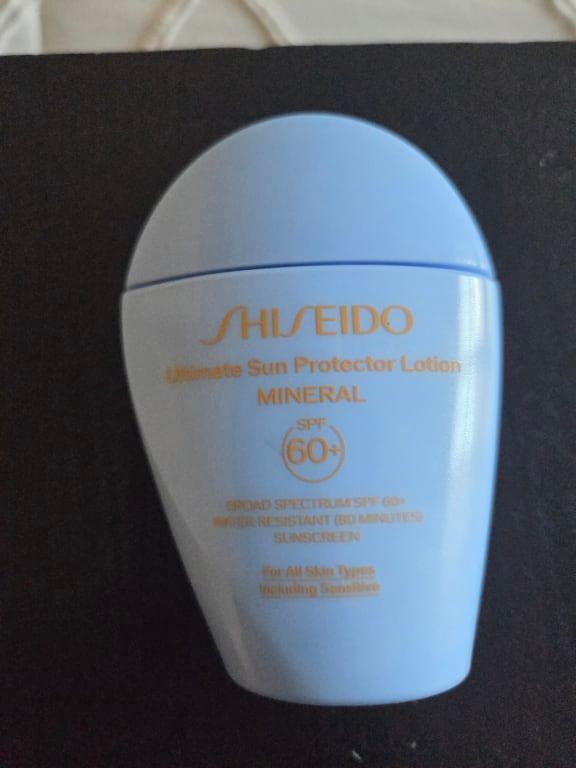 SHISEIDO
Ultimate Sun Protector Lotion
MINERAL
SPF
60+
BROAD SPECTRUM SPF 60+
WATER RESISTANT (80 MINUTES)
SUNSCREEN
For All Skin Types
Including Sensitive